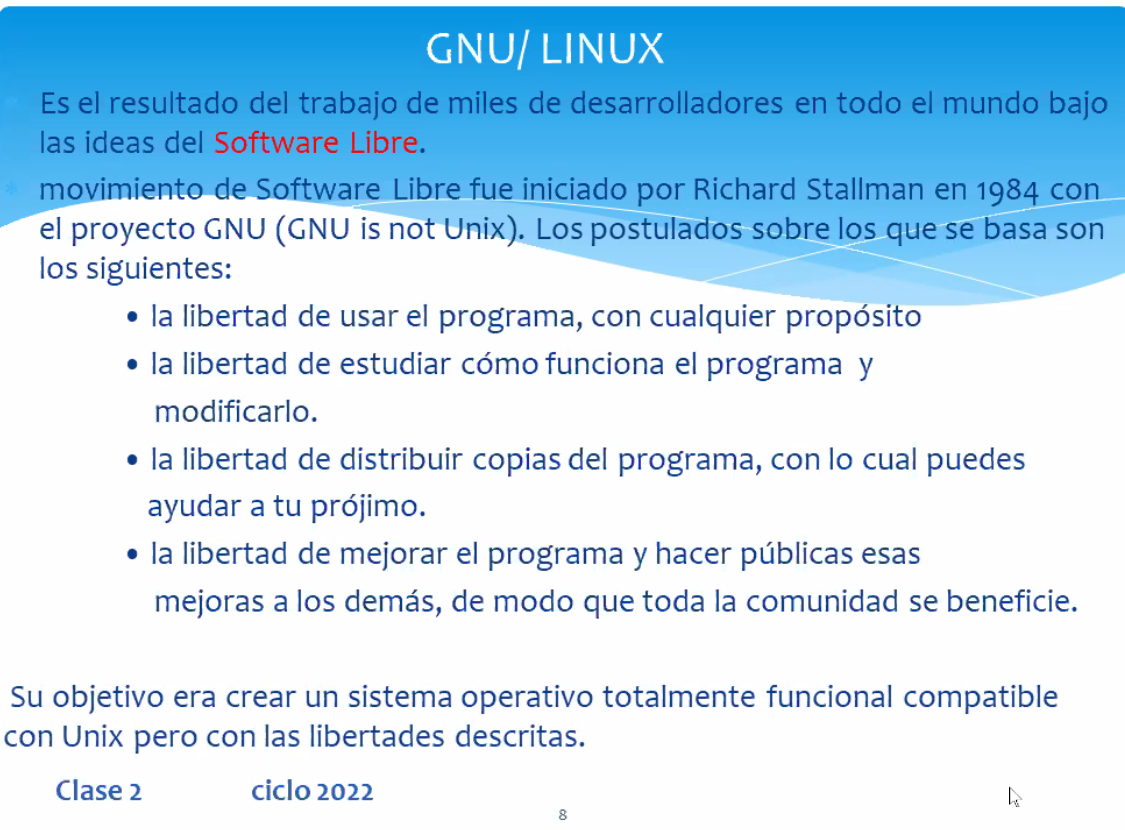 GNU/ LINUX
Es el resultado del trabajo de miles de desarrolladores en todo el mundo bajo
las ideas del Software Libre.
* movimiento de Software Libre fue iniciado por Richard Stallman en 1984 con
el proyecto GNU (GNU is not Unix). Los postulados sobre los que se basa son
los siguientes:
• la libertad de usar el programa, con cualquier propósito
• la libertad de estudiar cómo funciona el programa y
modificarlo.
• la libertad de distribuir copias del programa, con lo cual puedes
ayudar a tu prójimo.
• la libertad de mejorar el programa y hacer públicas esas
mejoras a los demás, de modo que toda la comunidad se beneficie.
Su objetivo era crear un sistema operativo totalmente funcional compatible
con Unix pero con las libertades descritas.
Clase 2 ciclo 2022
8